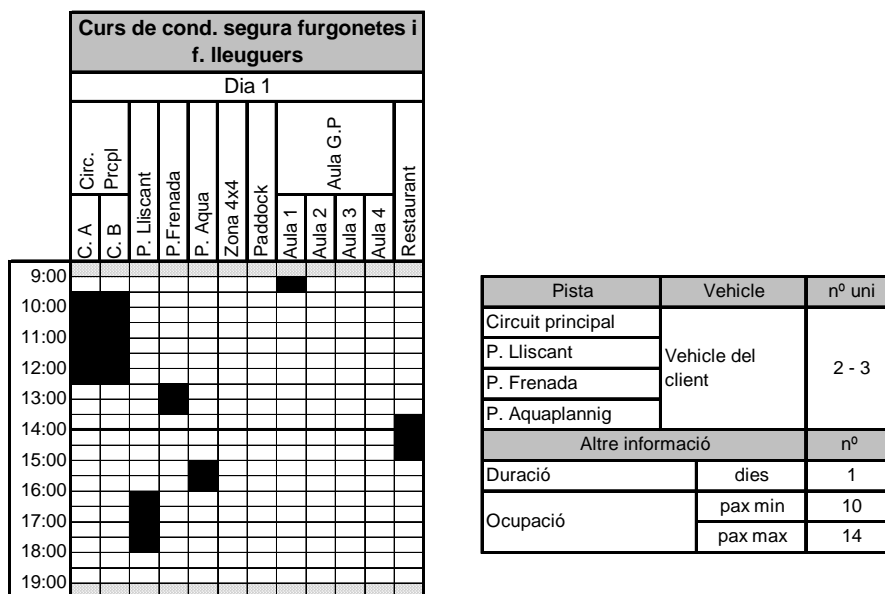 Curs de cond. segura furgonetes i
f. lleuguers
Dia 1
Circ.
Prcpl
P. Lliscant
P.Frenada
P. Aqua
Zona 4x4
Paddock
Aula G.P
Restaurant
C. A
C. B
Aula 1
Aula 2
Aula 3
Aula 4
9:00
10:00
11:00
12:00
13:00
14:00
15:00
16:00
17:00
18:00
19:00
Pista Vehicle nº uni
Circuit principal
P. Lliscant
P. Frenada
P. Aquaplannig
Vehicle del
client
2 - 3
Altre informació nº
Duració dies 1
Ocupació
pax min 10
pax max 14